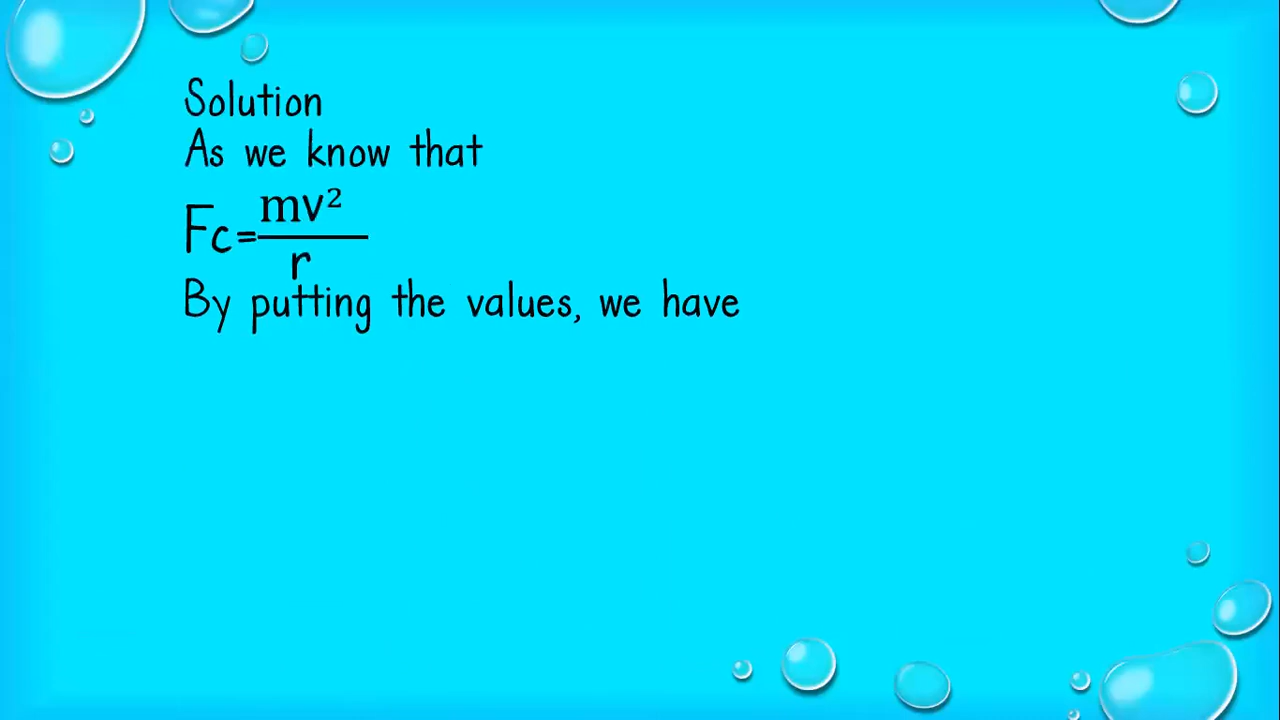 Solution
As we know that
Fc=mv²/r
By putting the values, we have